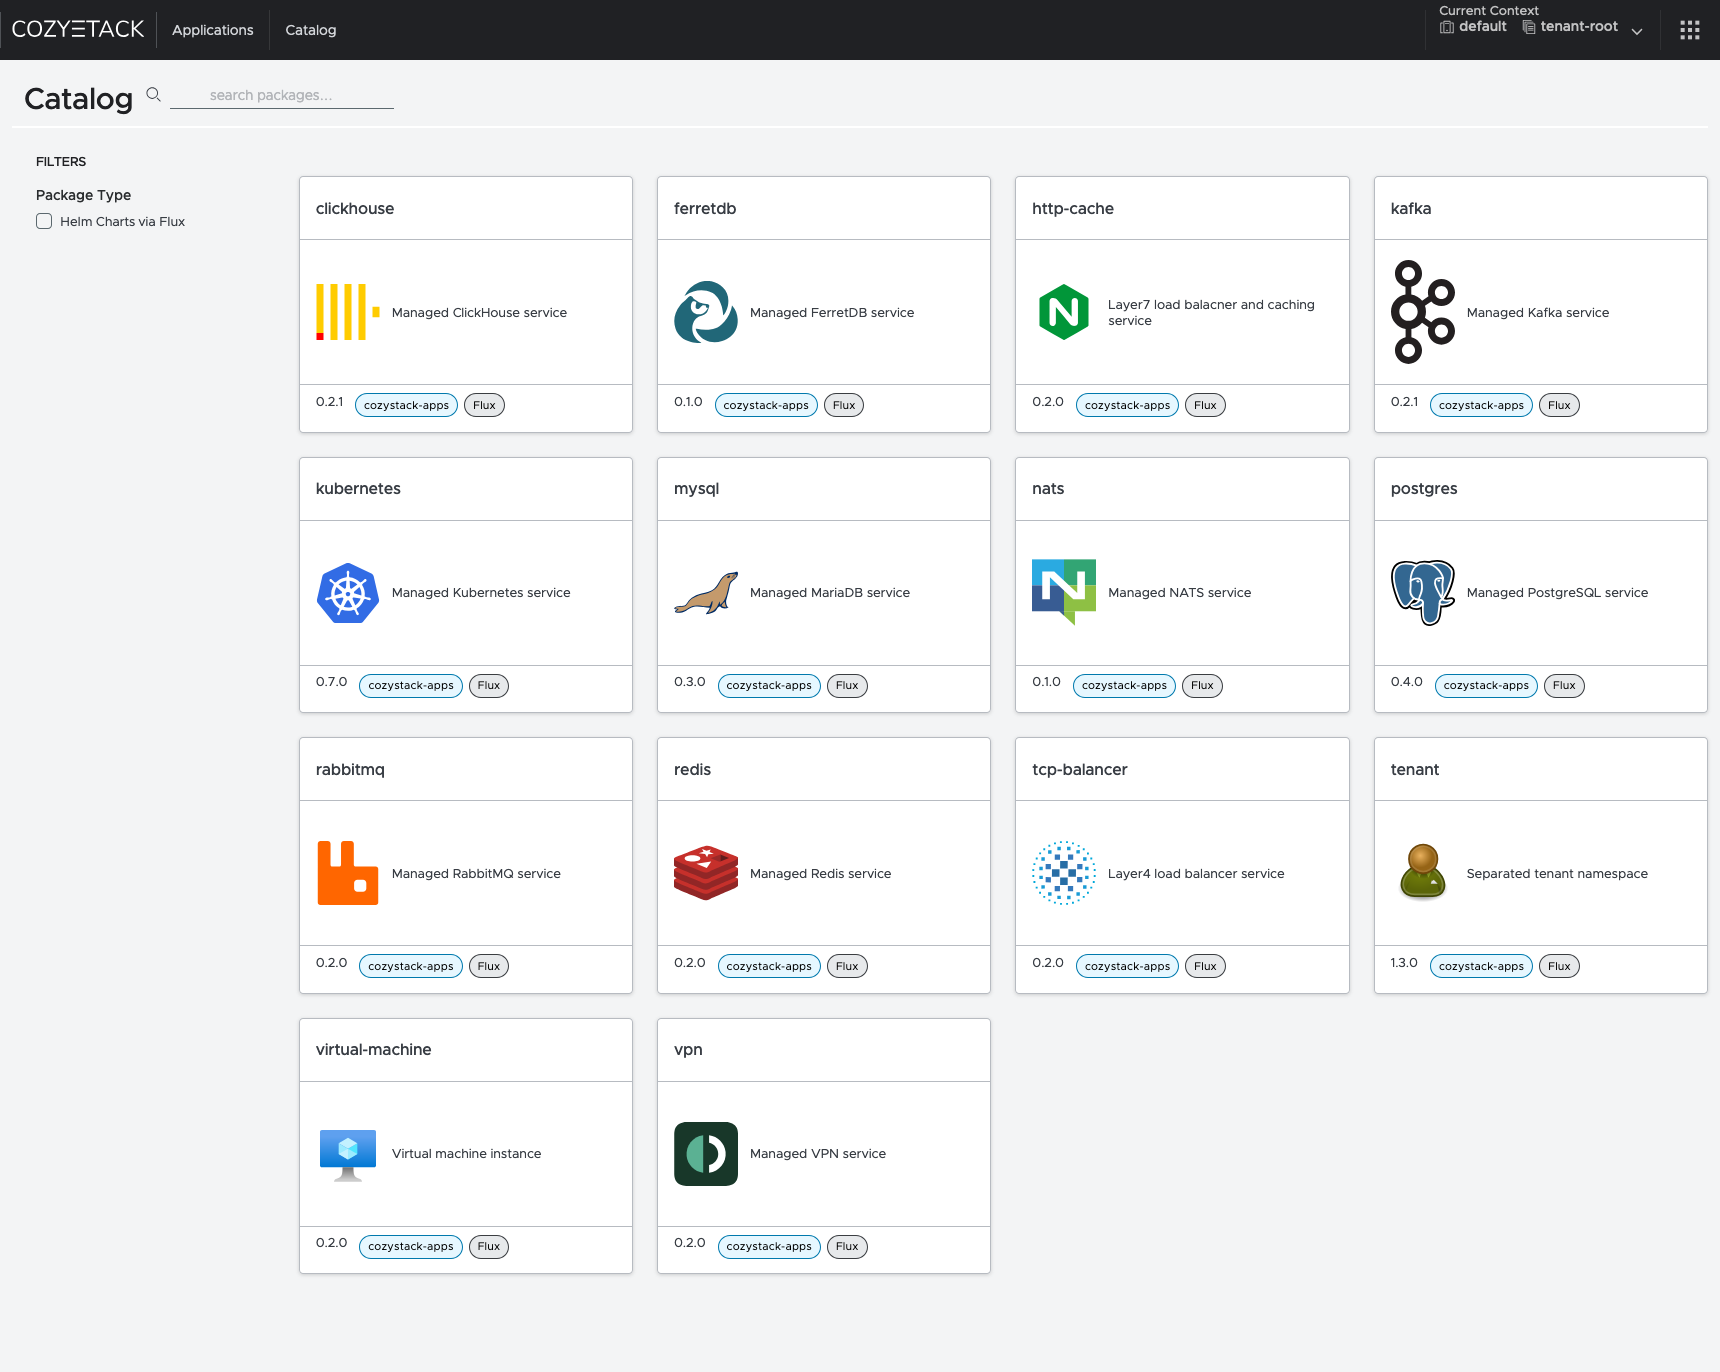 COZYSTACK
Applications
Catalog
Current Context
default
tenant-root
Catalog
search packages...
FILTERS
Package Type
Helm Charts via Flux
clickhouse
Managed ClickHouse service
0.2.1 cozystack-apps Flux
ferretdb
Managed FerretDB service
0.1.0 cozystack-apps Flux
http-cache
Layer7 load balacner and caching
service
0.2.0 cozystack-apps Flux
kafka
Managed Kafka service
0.2.1 cozystack-apps Flux
kubernetes
Managed Kubernetes service
0.7.0 cozystack-apps Flux
mysql
Managed MariaDB service
0.3.0 cozystack-apps Flux
nats
Managed NATS service
0.1.0 cozystack-apps Flux
postgres
Managed PostgreSQL service
0.4.0 cozystack-apps Flux
rabbitmq
Managed RabbitMQ service
0.2.0 cozystack-apps Flux
redis
Managed Redis service
0.2.0 cozystack-apps Flux
tcp-balancer
Layer4 load balancer service
0.2.0 cozystack-apps Flux
tenant
Separated tenant namespace
1.3.0 cozystack-apps Flux
virtual-machine
Virtual machine instance
0.2.0 cozystack-apps Flux
vpn
Managed VPN service
0.2.0 cozystack-apps Flux